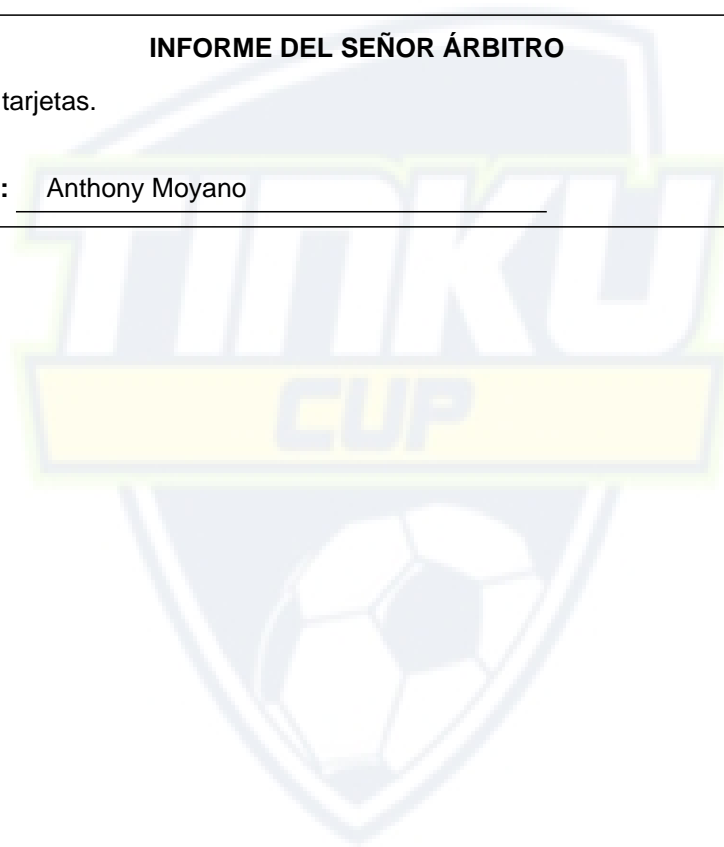 INFORME DEL SEÑOR ÁRBITRO
tarjetas.
: Anthony Moyano
TINKU
CUP